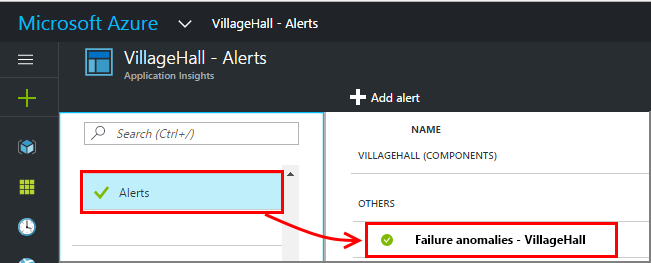 Microsoft Azure
VillageHall - Alerts
VillageHall - Alerts
Application Insights
Add alert
Search (Ctrl+/)
NAME
VILLAGEHALL (COMPONENTS)
Alerts
OTHERS
Failure anomalies - VillageHall